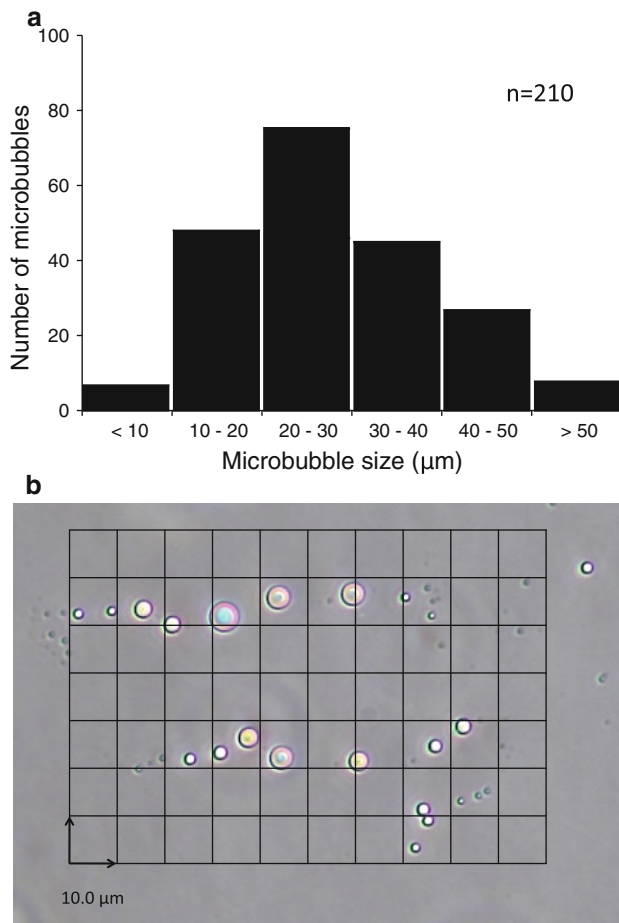 a
100
n=210
80
60
40
20
0
Number of microbubbles
< 10 10 - 20 20 - 30 30 - 40 40 - 50 > 50
Microbubble size (µm)
b
10.0 µm